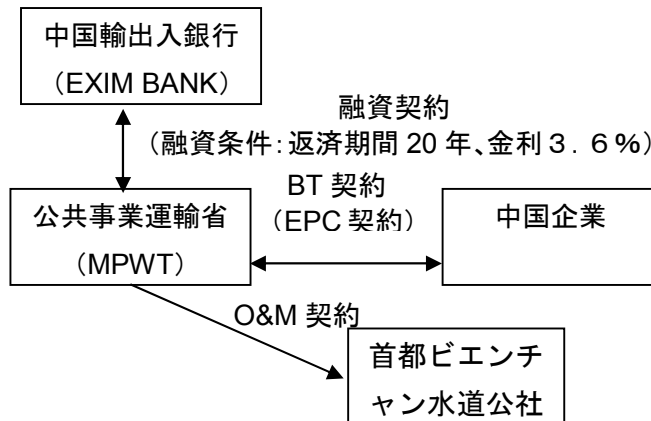 中国輸出入銀行
（EXIM BANK）
融資契約
（融資条件：返済期間 20 年、金利３．６％）
BT 契約
（EPC 契約）
公共事業運輸省
（MPWT）
中国企業
O&M 契約
首都ビエンチ
ャン水道公社